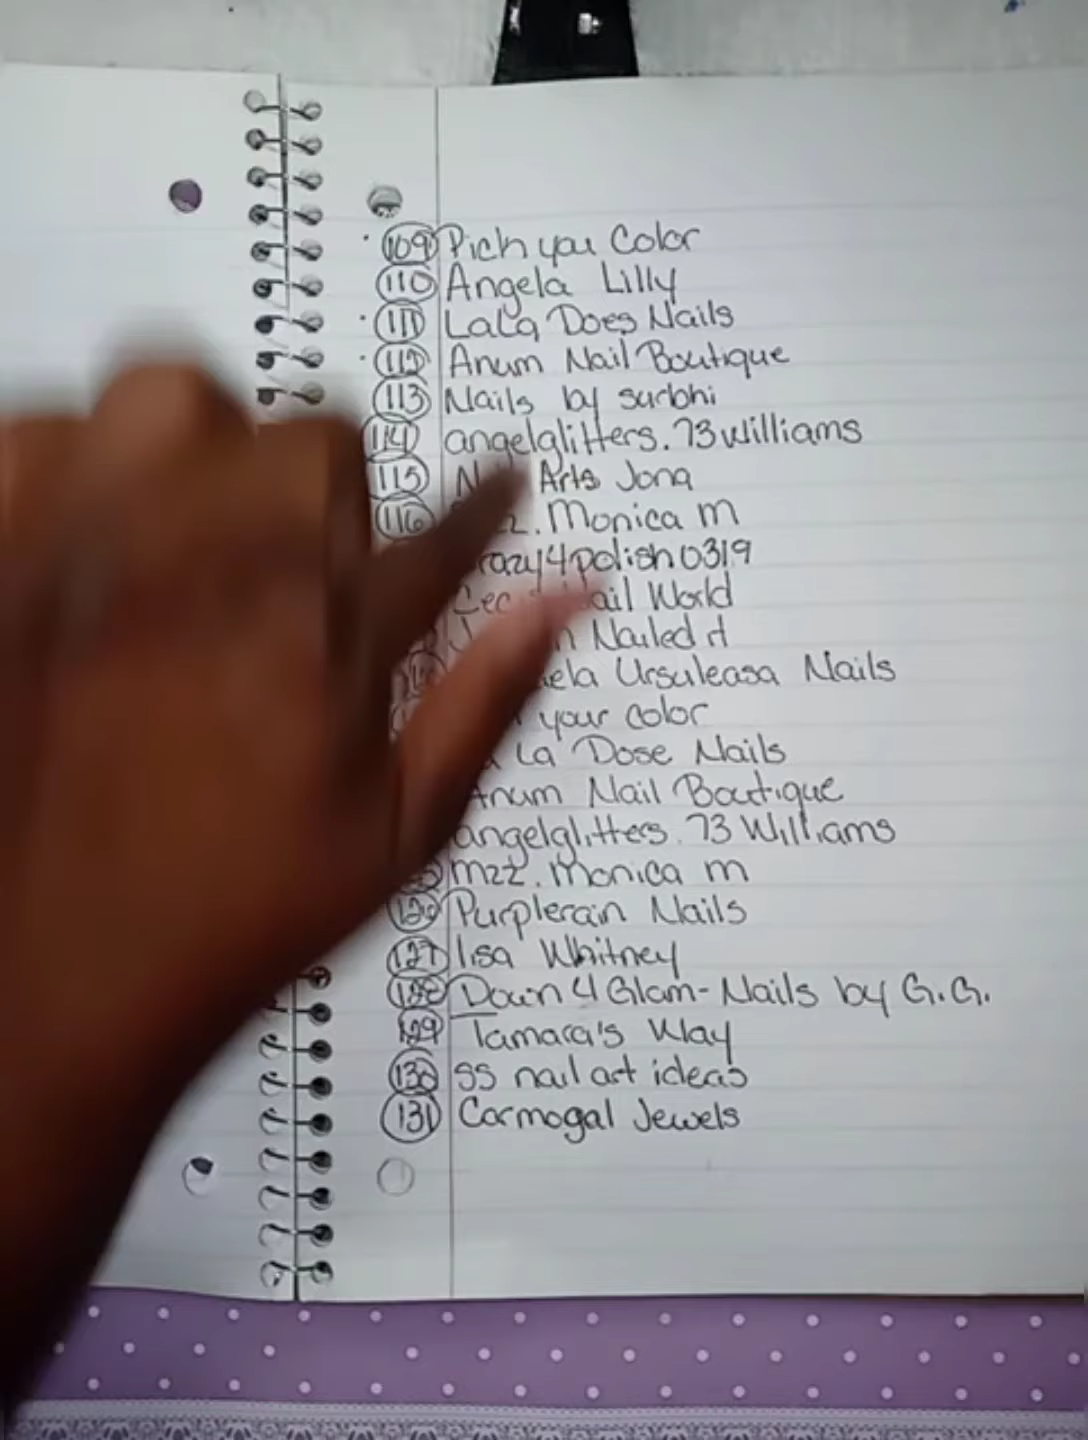 109 Pich you Color
110 Angela Lilly
111 LaLa Does Nails
112 Anum Nail Boutique
113 Nails by surbhi
114 angelglitters.73williams
115 Arts Jona
116 Monica m
razy4polish0319
ail World
Nailed it
ela Ursuleasa Nails
your color
La Dose Nails
Anum Nail Boutique
angelglitters.73 Williams
mzz.monica m
126 Purplerain Nails
127 lisa Whitney
128 Down 4 Glam-Nails by G.G.
129 Tamara's Way
130 SS nail art ideas
131 Carmogal Jewels